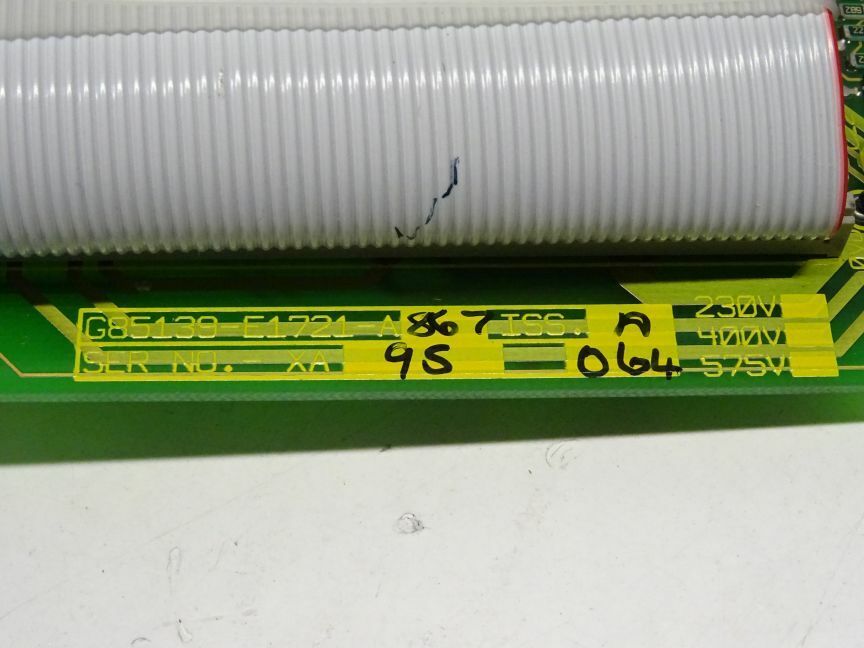 G85139-E1721-A 867 ISS. A
SER NO.- XA 95 064
230V
400V
575V